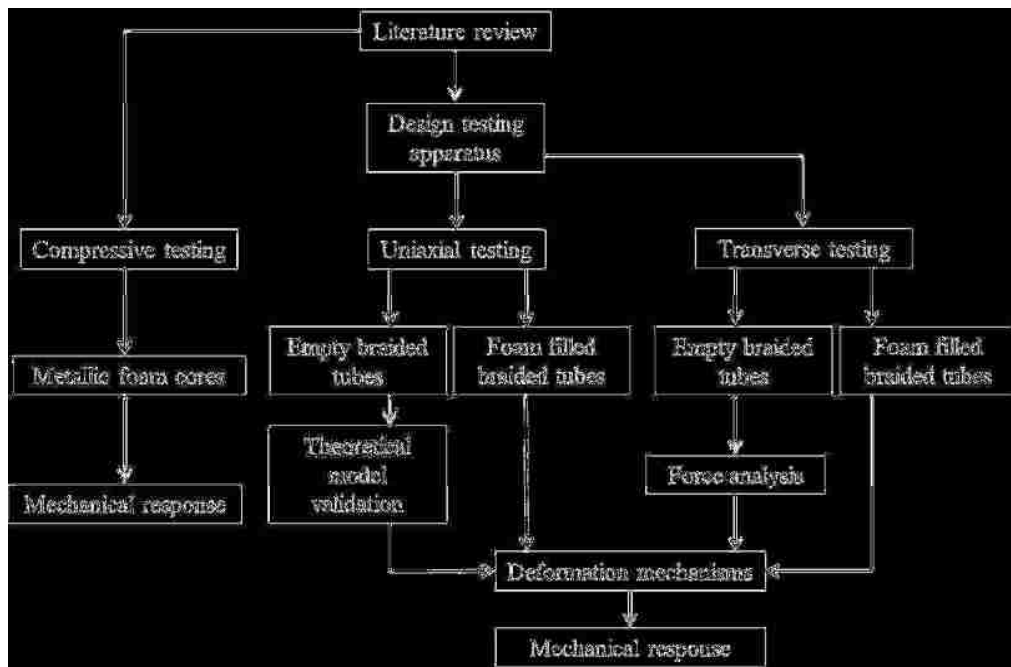 Literature review
Design testing
apparatus
Compressive testing
Uniaxial testing
Transverse testing
Empty braided
tubes
Foam filled
braided tubes
Empty braided
tubes
Foam filled
braided tubes
Metallic foam cores
Theoretical
model
validation
Force analysis
Mechanical response
Deformation mechanisms
Mechanical response